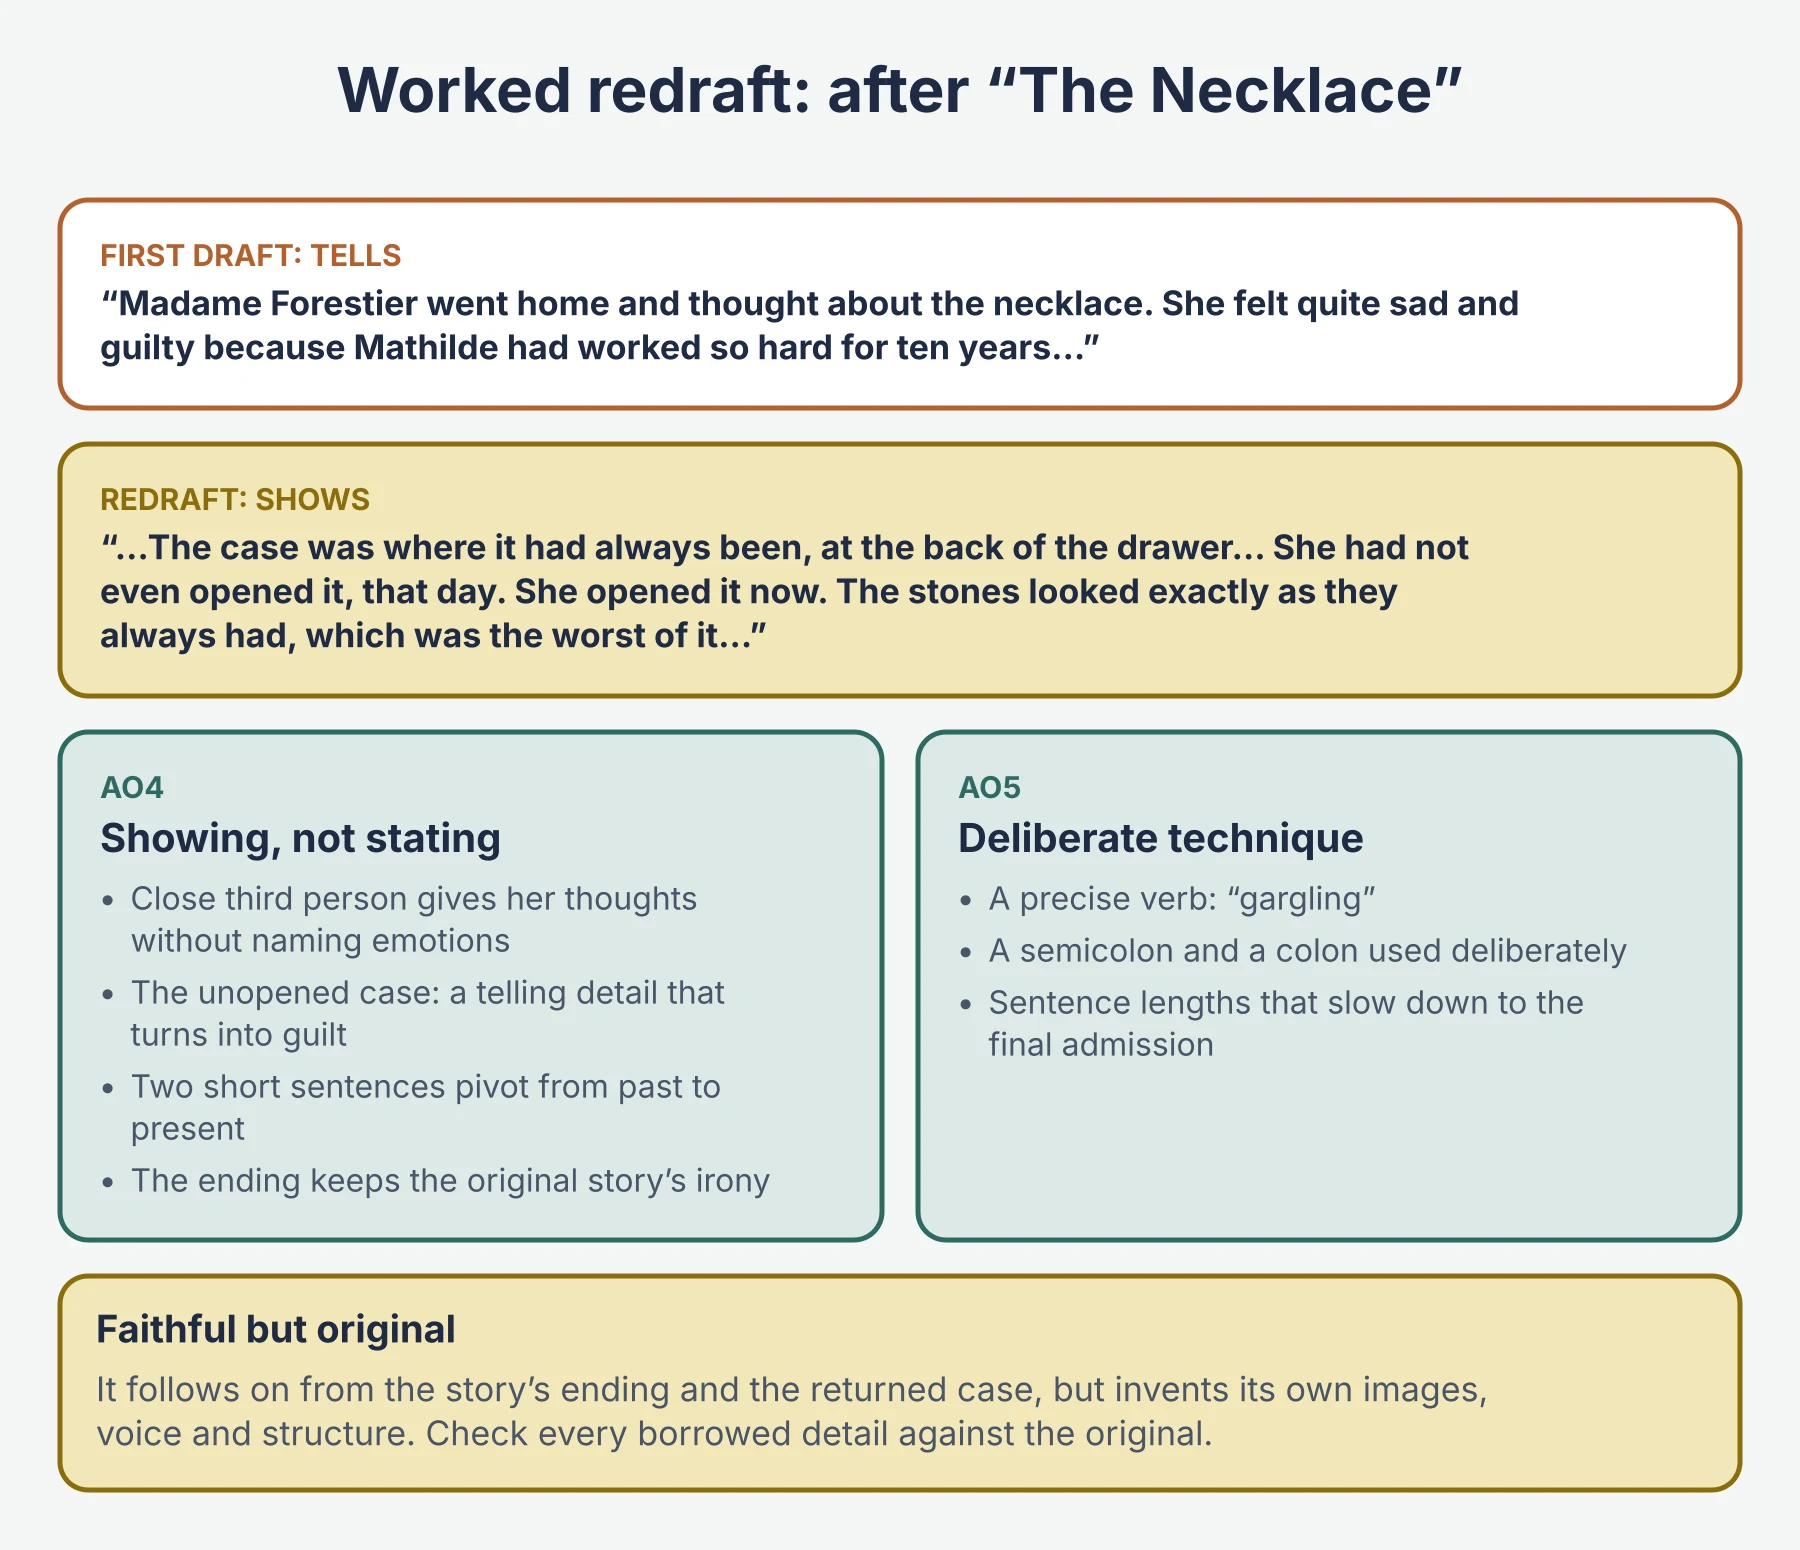 Worked redraft: after “The Necklace”
FIRST DRAFT: TELLS
“Madame Forestier went home and thought about the necklace. She felt quite sad and
guilty because Mathilde had worked so hard for ten years…”
REDRAFT: SHOWS
“…The case was where it had always been, at the back of the drawer… She had not
even opened it, that day. She opened it now. The stones looked exactly as they
always had, which was the worst of it…”
AO4
Showing, not stating
• Close third person gives her thoughts
without naming emotions
• The unopened case: a telling detail that
turns into guilt
• Two short sentences pivot from past to
present
• The ending keeps the original story’s irony
AO5
Deliberate technique
• A precise verb: “gargling”
• A semicolon and a colon used deliberately
• Sentence lengths that slow down to the
final admission
Faithful but original
It follows on from the story’s ending and the returned case, but invents its own images,
voice and structure. Check every borrowed detail against the original.